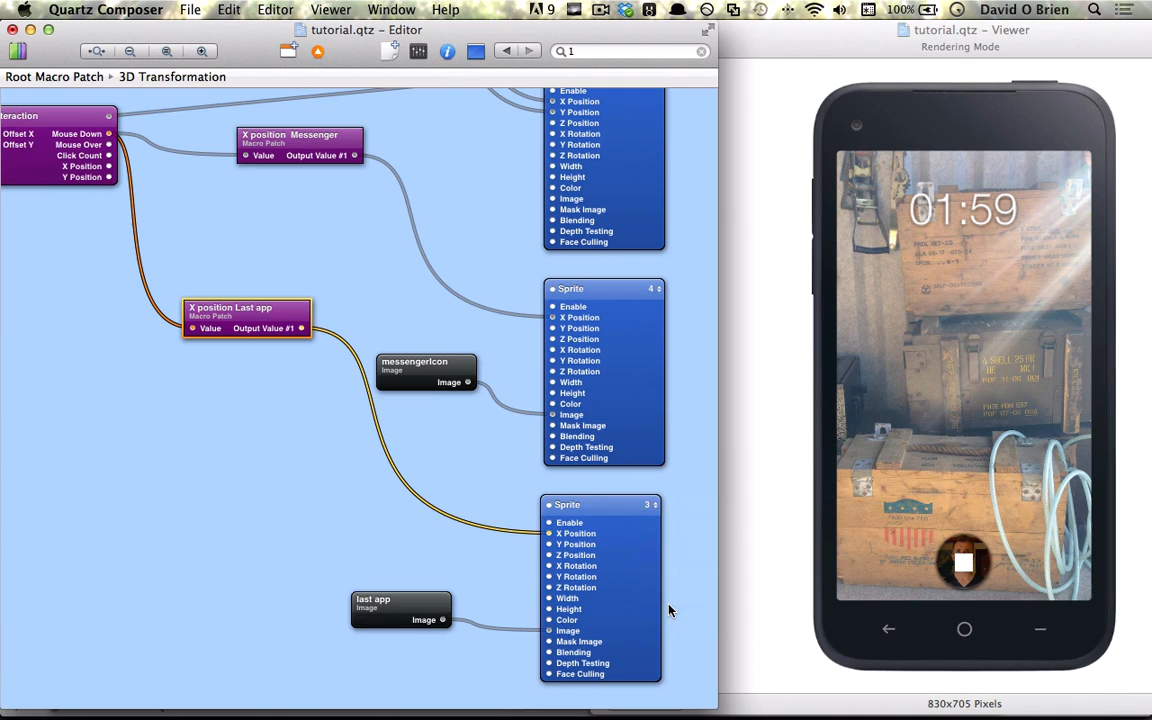 Quartz Composer File Edit Editor Viewer Window Help 9 100% David O Brien
tutorial.qtz – Editor
1
Root Macro Patch 3D Transformation
teraction
Offset X Mouse Down
Offset Y Mouse Over
Click Count
X Position
Y Position
X position Messenger
Macro Patch
Value Output Value #1
X position Last app
Macro Patch
Value Output Value #1
messengerIcon
Image
Image
last app
Image
Image
Enable
X Position
Y Position
Z Position
X Rotation
Y Rotation
Z Rotation
Width
Height
Color
Image
Mask Image
Blending
Depth Testing
Face Culling
Sprite 4
Enable
X Position
Y Position
Z Position
X Rotation
Y Rotation
Z Rotation
Width
Height
Color
Image
Mask Image
Blending
Depth Testing
Face Culling
Sprite 3
Enable
X Position
Y Position
Z Position
X Rotation
Y Rotation
Z Rotation
Width
Height
Color
Image
Mask Image
Blending
Depth Testing
Face Culling
tutorial.qtz – Viewer
Rendering Mode
01:59
830x705 Pixels